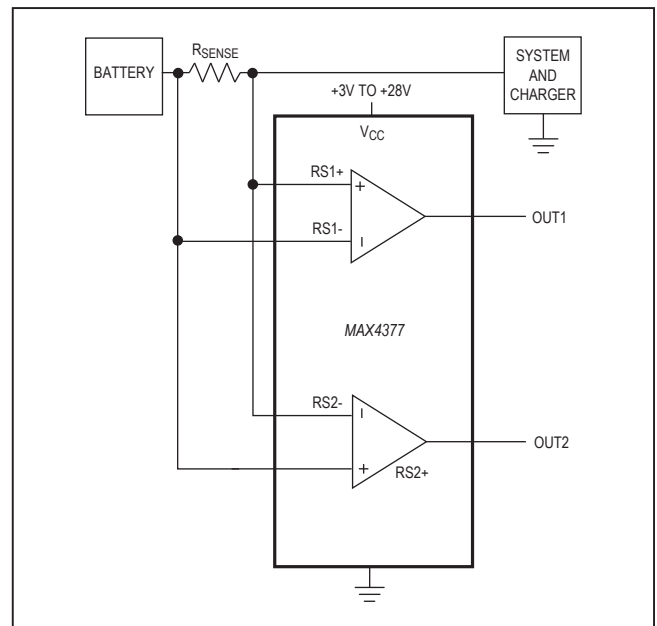 BATTERY
RSENSE
SYSTEM
AND
CHARGER
+3V TO +28V
VCC
RS1+
+
RS1-
-
OUT1
MAX4377
RS2-
-
OUT2
+
RS2+